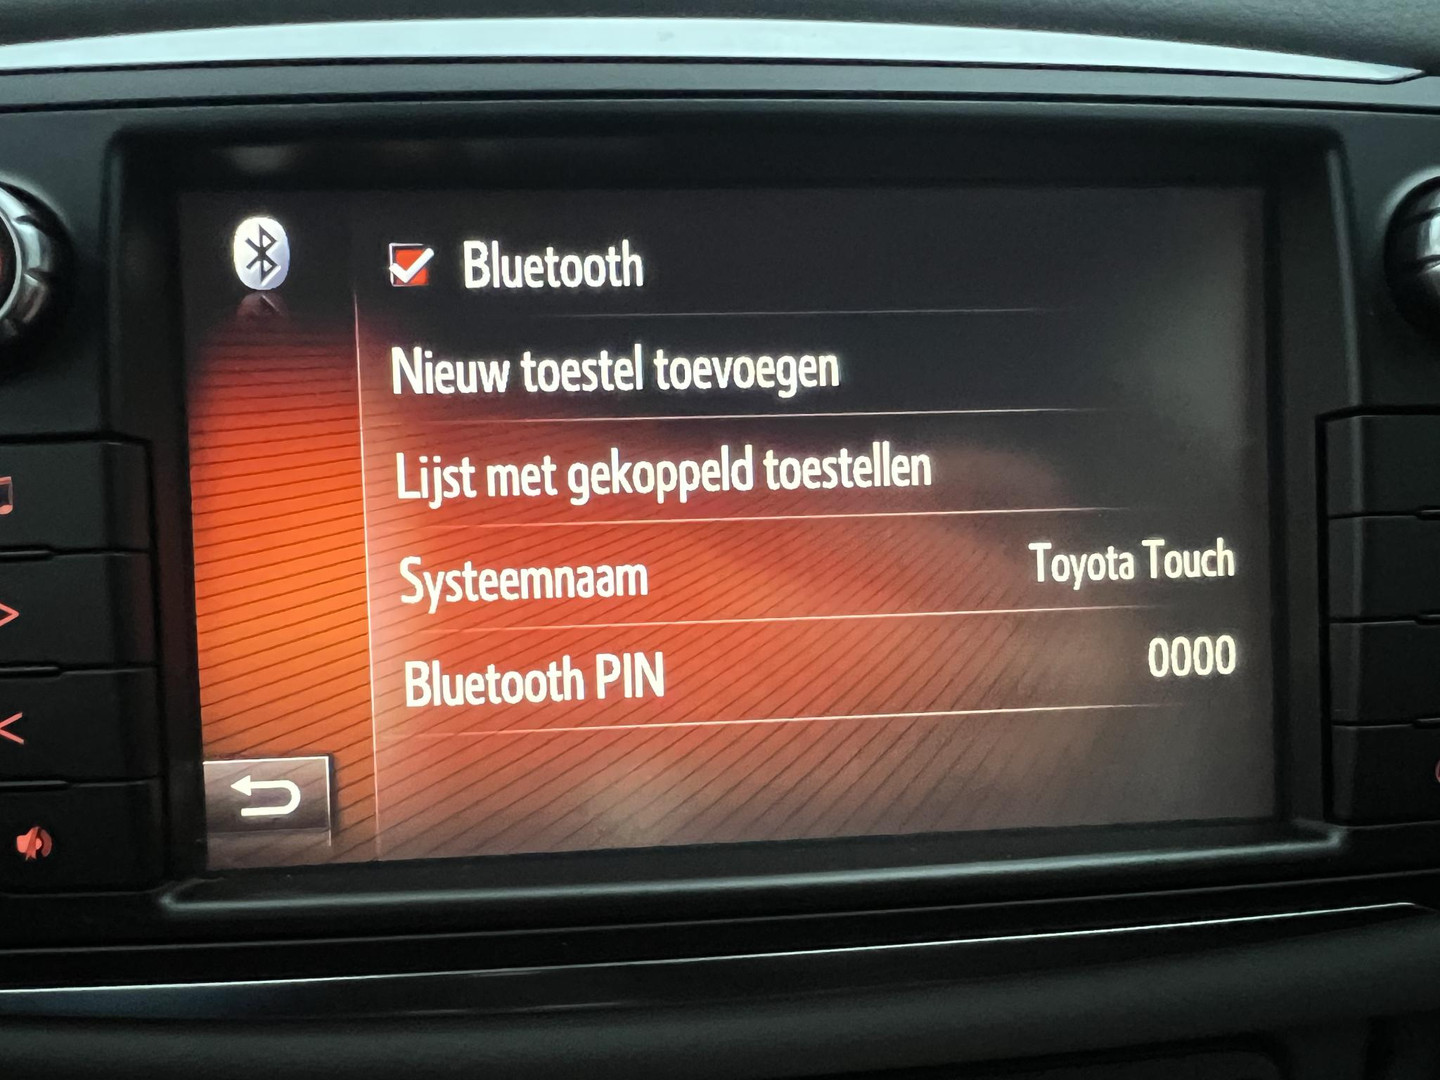 Bluetooth
Nieuw toestel toevoegen
Lijst met gekoppeld toestellen
Systeemnaam Toyota Touch
Bluetooth PIN 0000